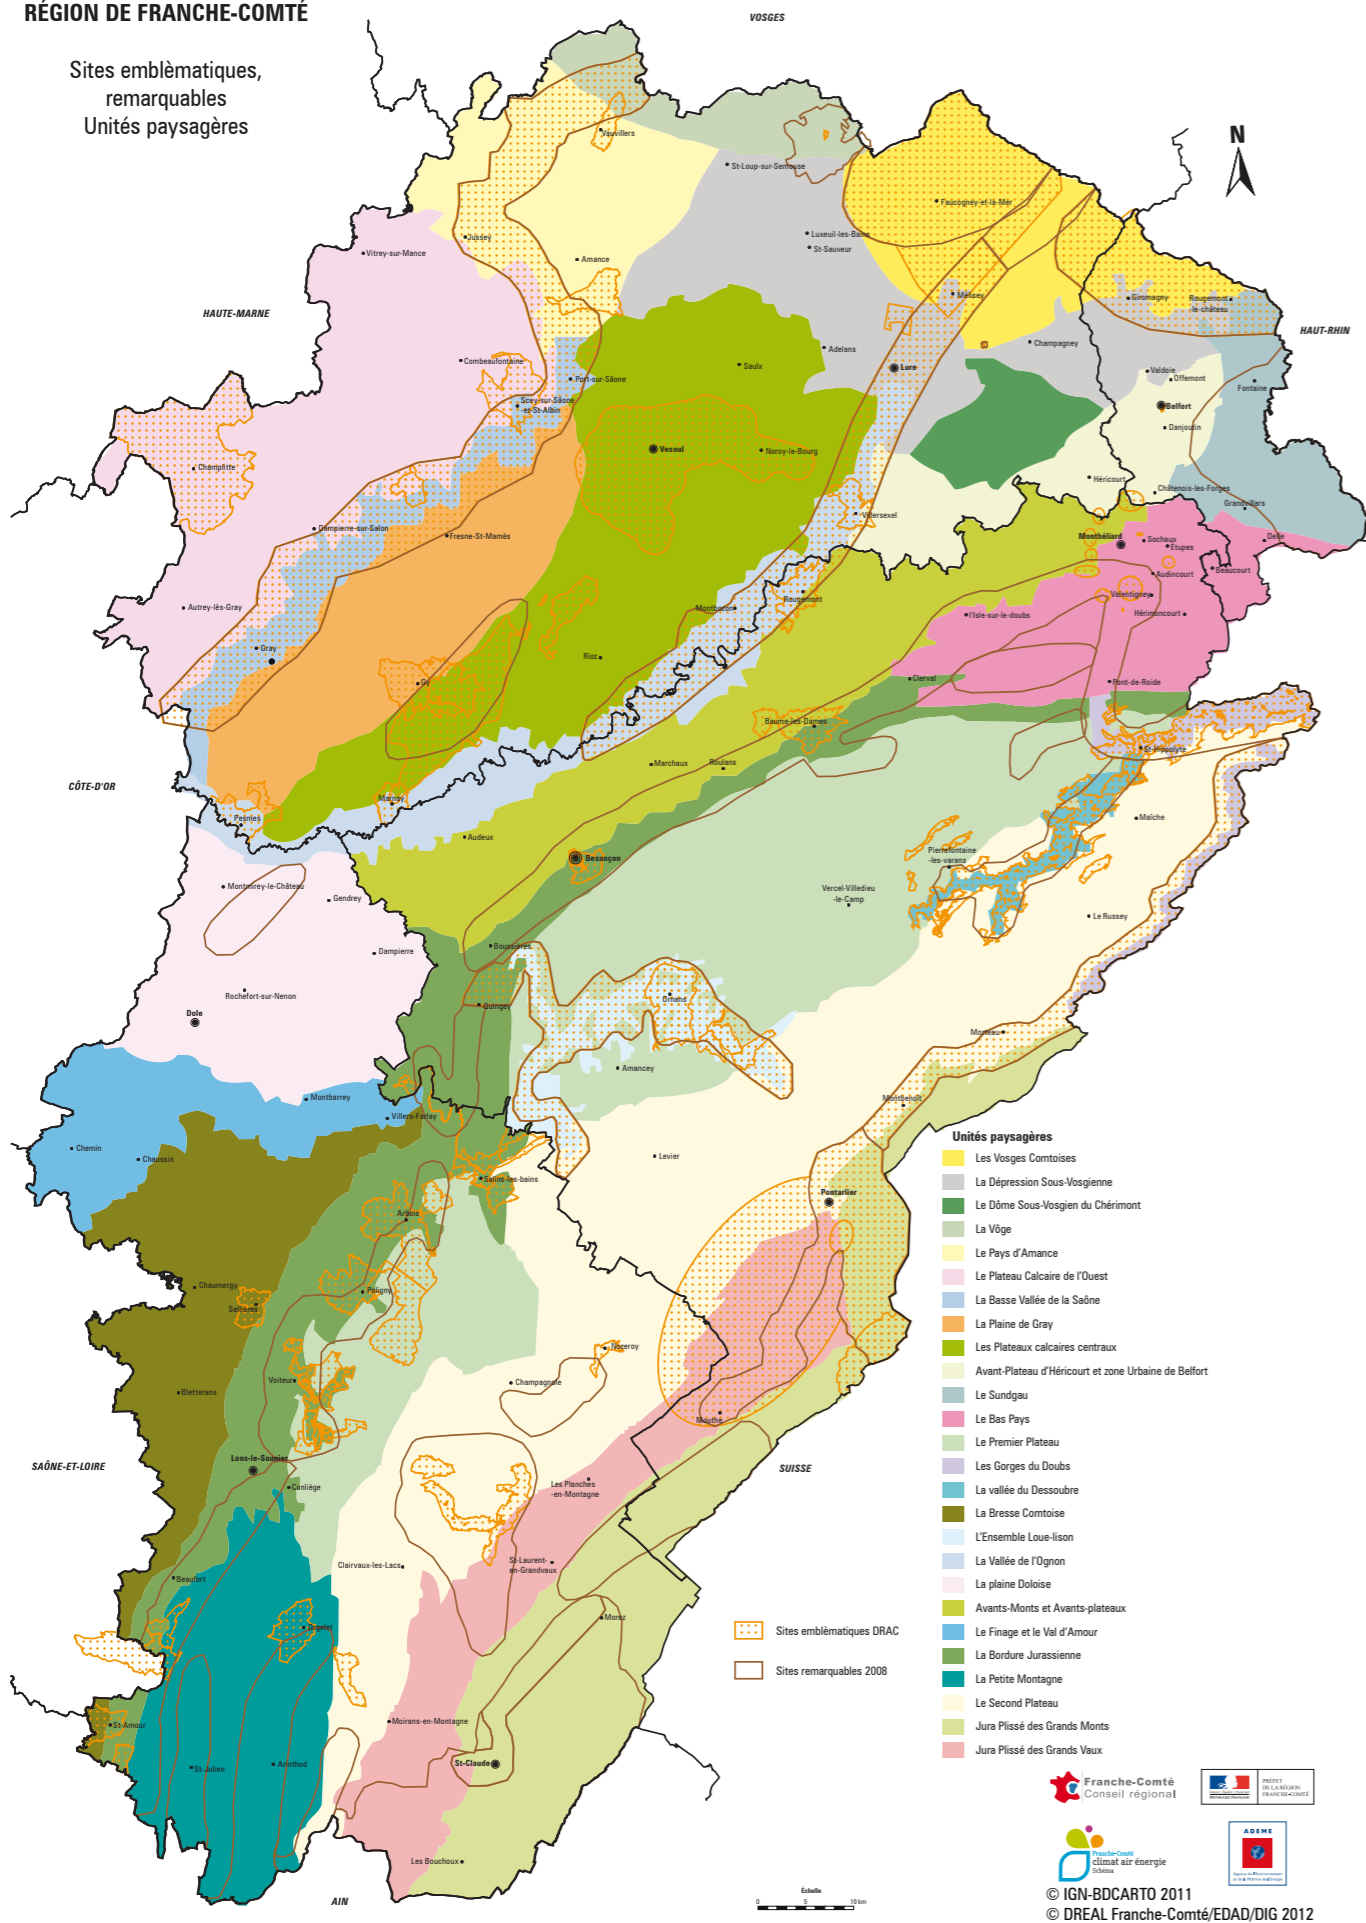 RÉGION DE FRANCHE-COMTÉ
Sites emblèmatiques,
remarquables
Unités paysagères
VOSGES
N
HAUTE-MARNE
HAUT-RHIN
CÔTE-D'OR
SAÔNE-ET-LOIRE
SUISSE
AIN
Vauvillers
St-Loup-sur-Semouse
Faucogney-et-la-Mer
Jussey
Luxeuil-les-Bains
St-Sauveur
Vitrey-sur-Mance
Amance
Mélisey
Giromagny
Rougemont
-le-château
Champagney
Combeaufontaine
Adelans
Saulx
Lure
Port-sur-Sâone
Valdoie
Offemont
Fontaine
Scey-sur-Sâone
-et-St-Albin
Belfort
Danjoutin
Vesoul
Noroy-le-Bourg
Champlitte
Héricourt
Châtenois-les-Forges
Grandvillars
Villersexel
Dampierre-sur-Salon
Fresne-St-Mamès
Montbéliard
Sochaux
Etupes
Delle
Audincourt
Beaucourt
Valentigney
Hérimoncourt
Rougemont
Montbozon
l'Isle-sur-le-doubs
Autrey-lès-Gray
Gray
Rioz
Gy
Clerval
Pont-de-Roide
Baume-les-Dames
St-Hippolyte
Marchaux
Roulans
Marnay
Pesmes
Maîche
Audeux
Besançon
Pierrefontaine
-les-varans
Montmirey-le-Château
Gendrey
Vercel-Villedieu
-le-Camp
Le Russey
Boussières
Dampierre
Rochefort-sur-Nenon
Quingey
Ornans
Dole
Morteau
Amancey
Montbarrey
Montbenoît
Villers-Farlay
Chemin
Chaussin
Levier
Salins-les-bains
Pontarlier
Arbois
Chaumergy
Poligny
Sellières
Nozeroy
Voiteur
Champagnole
Bletterans
Mouthe
Lons-le-Saunier
Conliège
Les Planches
-en-Montagne
Clairvaux-les-Lacs
St-Laurent-
en-Grandvaux
Beaufort
Orgelet
Morez
St-Amour
Moirans-en-Montagne
St-Julien
Arinthod
St-Claude
Les Bouchoux
Unités paysagères
Les Vosges Comtoises
La Dépression Sous-Vosgienne
Le Dôme Sous-Vosgien du Chérimont
La Vôge
Le Pays d'Amance
Le Plateau Calcaire de l'Ouest
La Basse Vallée de la Saône
La Plaine de Gray
Les Plateaux calcaires centraux
Avant-Plateau d'Héricourt et zone Urbaine de Belfort
Le Sundgau
Le Bas Pays
Le Premier Plateau
Les Gorges du Doubs
La vallée du Dessoubre
La Bresse Comtoise
L'Ensemble Loue-lison
La Vallée de l'Ognon
La plaine Doloise
Avants-Monts et Avants-plateaux
Le Finage et le Val d'Amour
La Bordure Jurassienne
La Petite Montagne
Le Second Plateau
Jura Plissé des Grands Monts
Jura Plissé des Grands Vaux
Sites emblèmatiques DRAC
Sites remarquables 2008
Franche-Comté
Conseil régional
PRÉFET
DE LA RÉGION
FRANCHE-COMTÉ
Franche-Comté
climat air énergie
Schéma
ADEME
Échelle
0 5 10 km
© IGN-BDCARTO 2011
© DREAL Franche-Comté/EDAD/DIG 2012